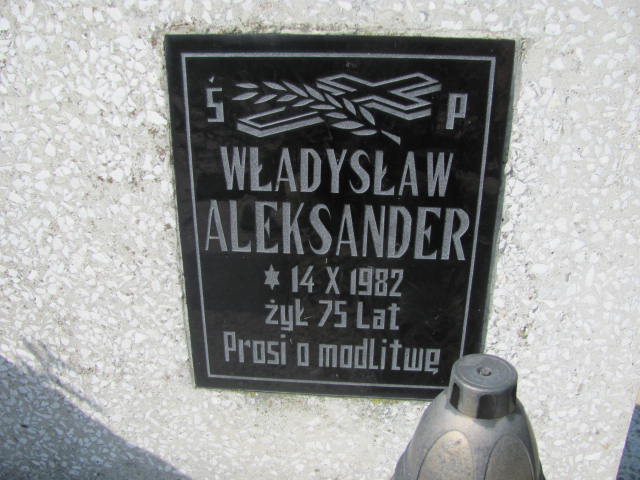 Ś P
WŁADYSŁAW
ALEKSANDER
* 14 X 1982
żył 75 Lat
Prosi o modlitwę